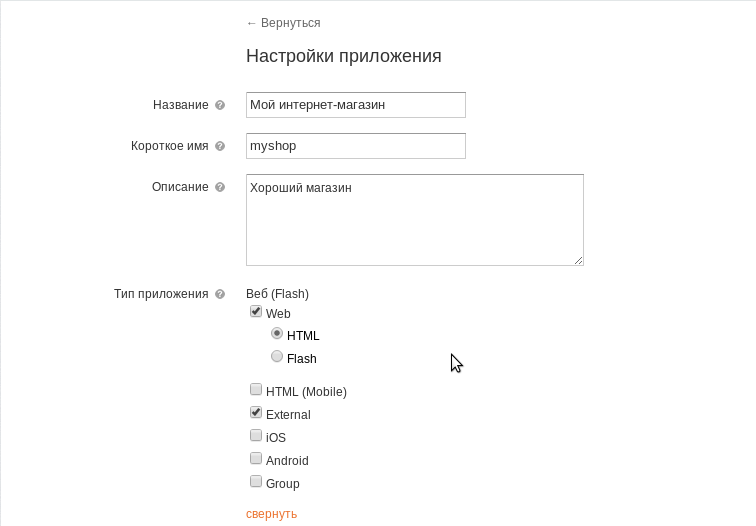 ← Вернуться
Настройки приложения
Название ? Мой интернет-магазин
Короткое имя ? myshop
Описание ? Хороший магазин
Тип приложения ? Веб (Flash)
Web
HTML
Flash
HTML (Mobile)
External
iOS
Android
Group
свернуть